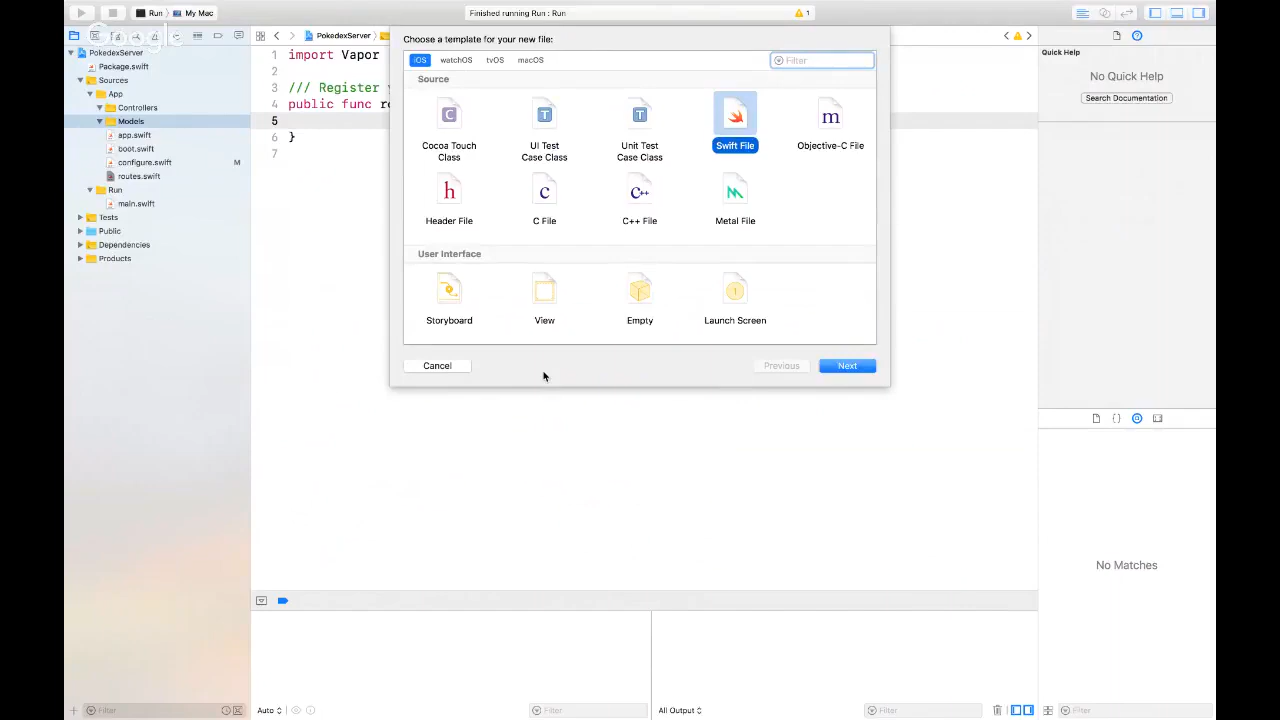 Run
My Mac
Finished running Run : Run
1
Google
PokedexServer
Choose a template for your new file:
Quick Help
PokedexServer
Package.swift
Sources
App
Controllers
Models
app.swift
boot.swift
configure.swift
M
routes.swift
Run
main.swift
Tests
Public
Dependencies
Products
1 import Vapor
2
3 /// Register
4 public func
5
6 }
7
iOS watchOS tvOS macOS
Filter
Source
Cocoa Touch Class
UI Test Case Class
Unit Test Case Class
Swift File
Objective-C File
Header File
C File
C++ File
Metal File
User Interface
Storyboard
View
Empty
Launch Screen
Cancel
Previous
Next
No Quick Help
Search Documentation
No Matches
Filter
Auto
Filter
All Output
Filter
Filter